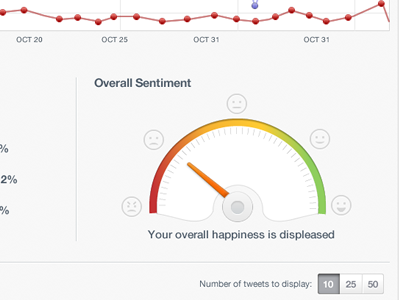 OCT 20 OCT 25 OCT 31 OCT 31
Overall Sentiment
%
2%
%
Your overall happiness is displeased
Number of tweets to display: 10 25 50